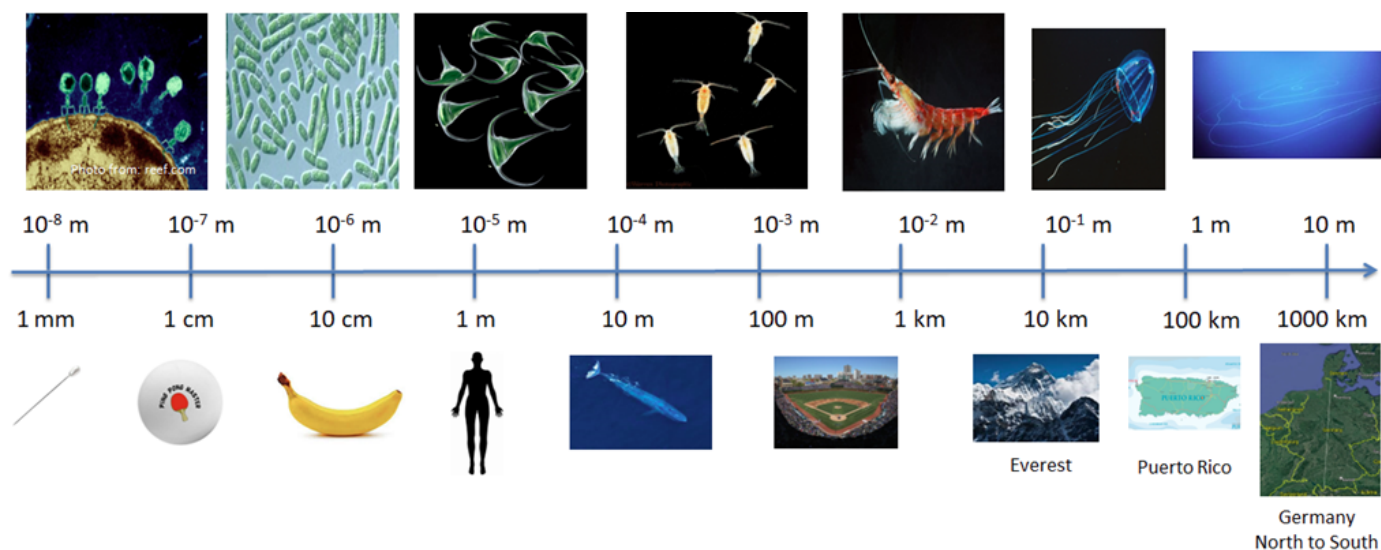 Photo from: reef.com
10⁻⁸ m 10⁻⁷ m 10⁻⁶ m 10⁻⁵ m 10⁻⁴ m 10⁻³ m 10⁻² m 10⁻¹ m 1 m 10 m
1 mm 1 cm 10 cm 1 m 10 m 100 m 1 km 10 km 100 km 1000 km
PING PONG MASTER
PUERTO RICO
Everest
Puerto Rico
Germany
North to South